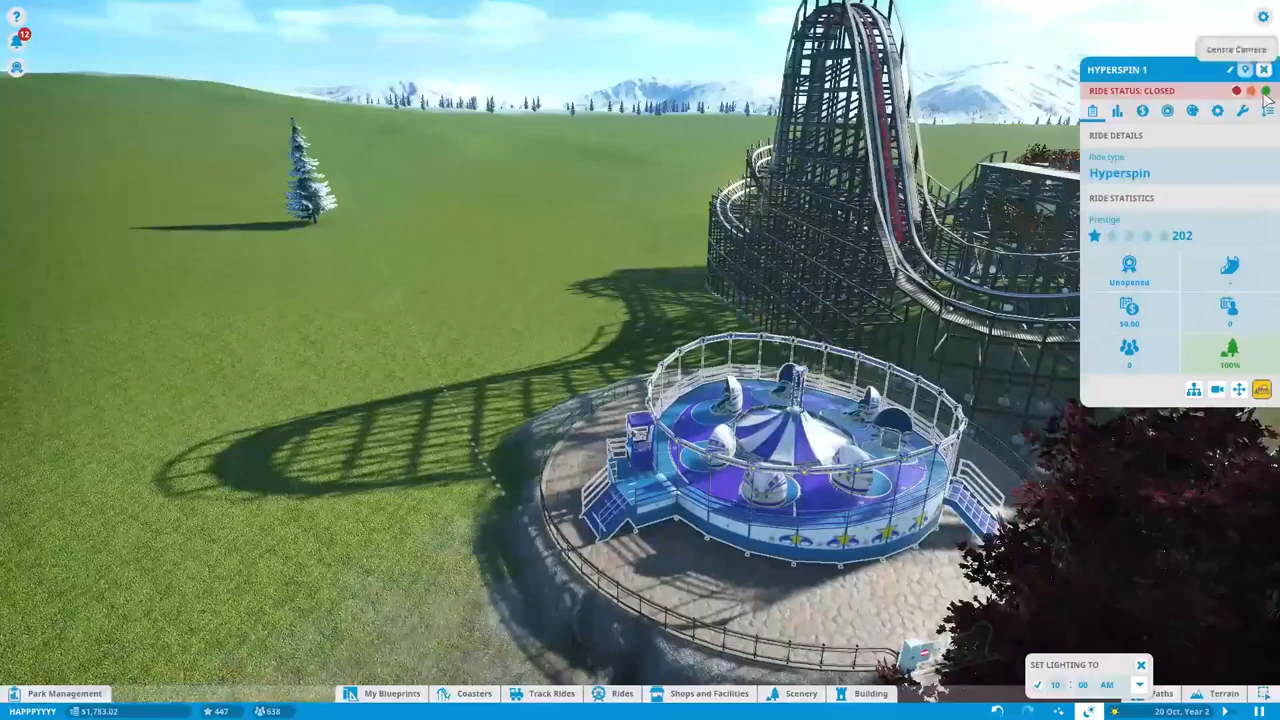 ?
12
Centre Camera
HYPERSPIN 1
RIDE STATUS: CLOSED
RIDE DETAILS
Ride type
Hyperspin
RIDE STATISTICS
Prestige
202
Unopened
-
$0.00
0
0
100%
SET LIGHTING TO
10 : 00 AM
Park Management
My Blueprints
Coasters
Track Rides
Rides
Shops and Facilities
Scenery
Building
Paths
Terrain
HAPPPYYYY
$1,783.02
447
638
20 Oct, Year 2